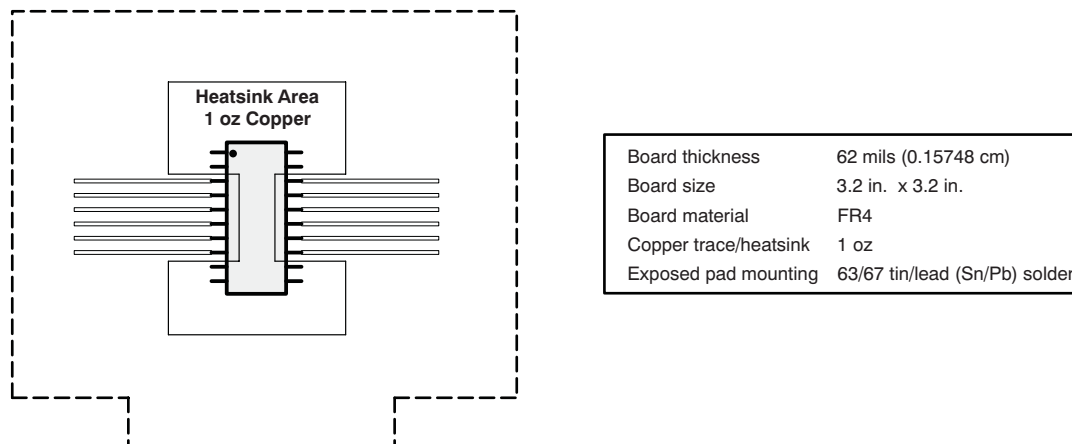 Heatsink Area
1 oz Copper
Board thickness 62 mils (0.15748 cm)
Board size 3.2 in. x 3.2 in.
Board material FR4
Copper trace/heatsink 1 oz
Exposed pad mounting 63/67 tin/lead (Sn/Pb) solder